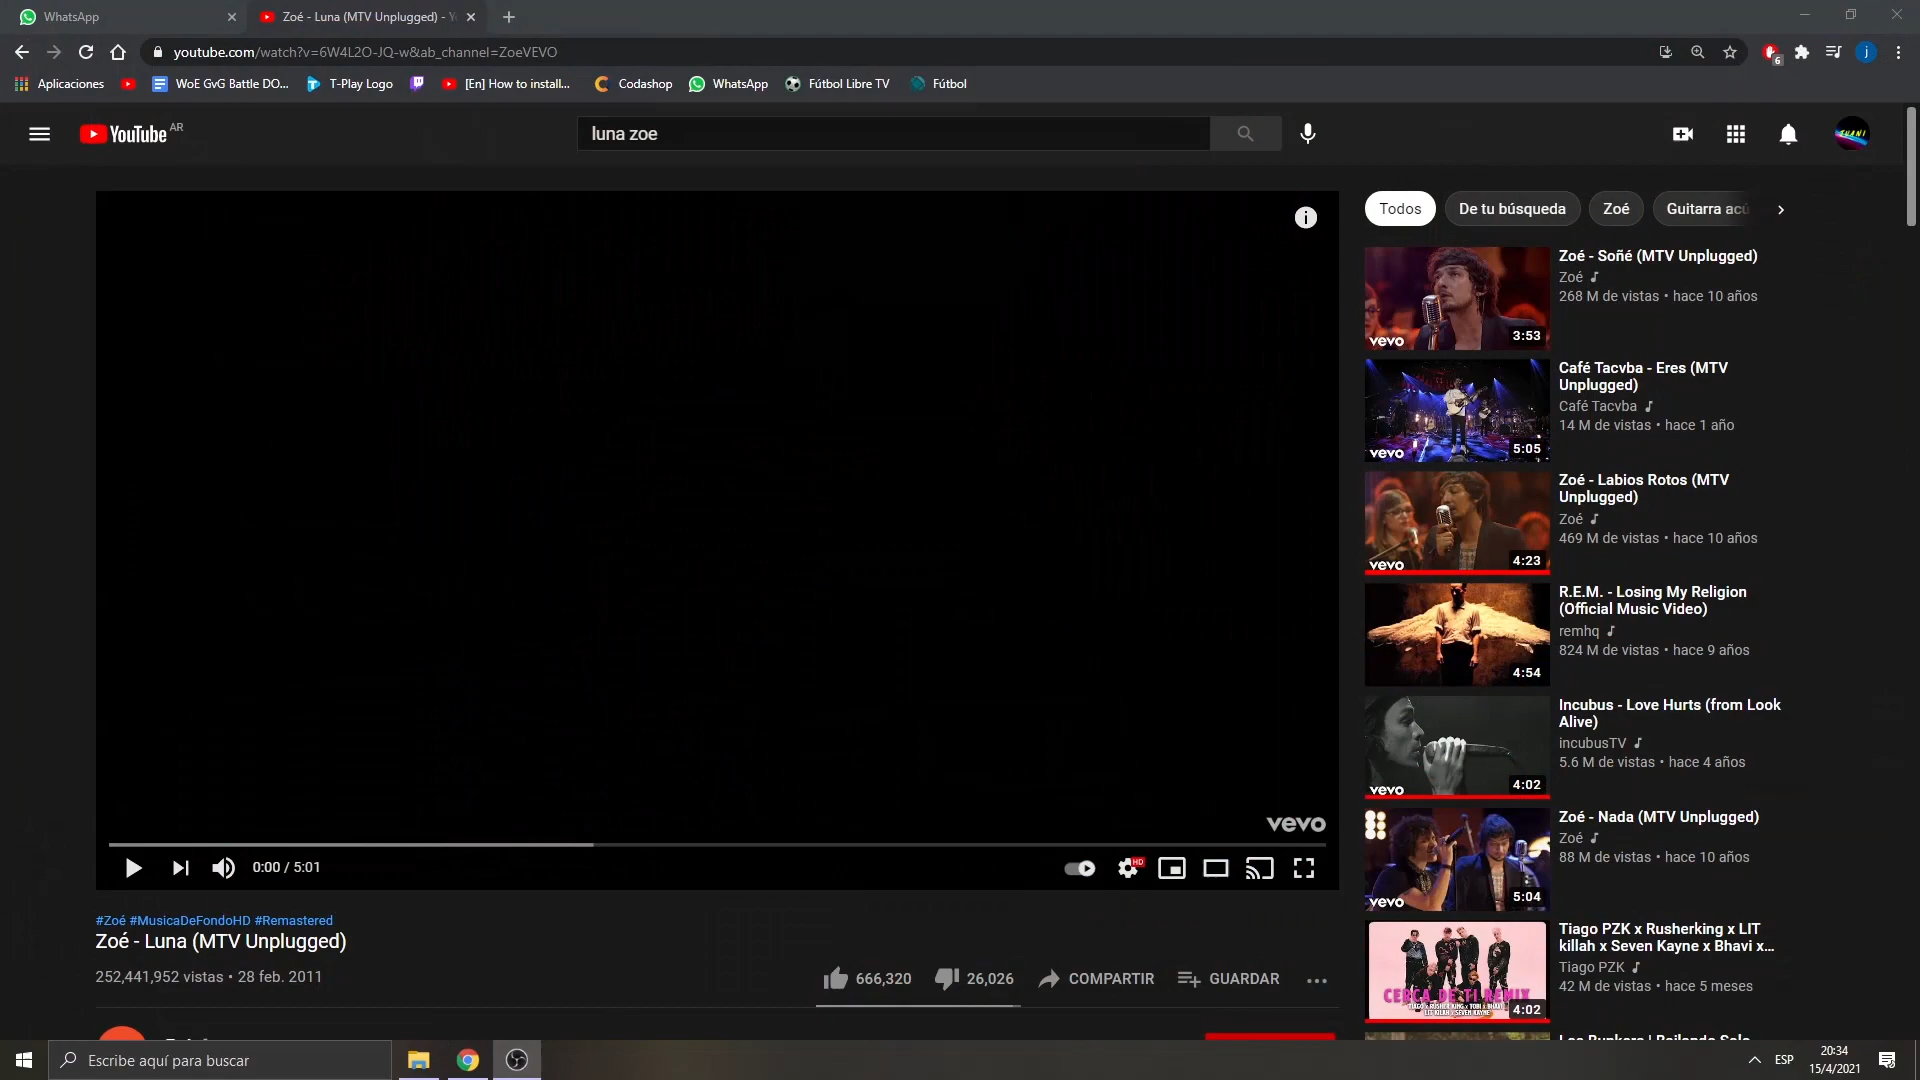 WhatsApp
Zoé - Luna (MTV Unplugged) - Y
youtube.com/watch?v=6W4L2O-JQ-w&ab_channel=ZoeVEVO
6
j
Aplicaciones
WoE GvG Battle DO...
T-Play Logo
[En] How to install...
Codashop
WhatsApp
Fútbol Libre TV
Fútbol
YouTube AR
luna zoe
vevo
0:00 / 5:01
HD
#Zoé #MusicaDeFondoHD #Remastered
Zoé - Luna (MTV Unplugged)
252,441,952 vistas • 28 feb. 2011
666,320
26,026
COMPARTIR
GUARDAR
Todos
De tu búsqueda
Zoé
Guitarra acú
vevo
3:53
Zoé - Soñé (MTV Unplugged)
Zoé
268 M de vistas • hace 10 años
vevo
5:05
Café Tacvba - Eres (MTV
Unplugged)
Café Tacvba
14 M de vistas • hace 1 año
vevo
4:23
Zoé - Labios Rotos (MTV
Unplugged)
Zoé
469 M de vistas • hace 10 años
4:54
R.E.M. - Losing My Religion
(Official Music Video)
remhq
824 M de vistas • hace 9 años
vevo
4:02
Incubus - Love Hurts (from Look
Alive)
incubusTV
5.6 M de vistas • hace 4 años
vevo
5:04
Zoé - Nada (MTV Unplugged)
Zoé
88 M de vistas • hace 10 años
CERCA DE TI REMIX
4:02
Tiago PZK x Rusherking x LIT
killah x Seven Kayne x Bhavi x...
Tiago PZK
42 M de vistas • hace 5 meses
Escribe aquí para buscar
ESP
20:34
15/4/2021